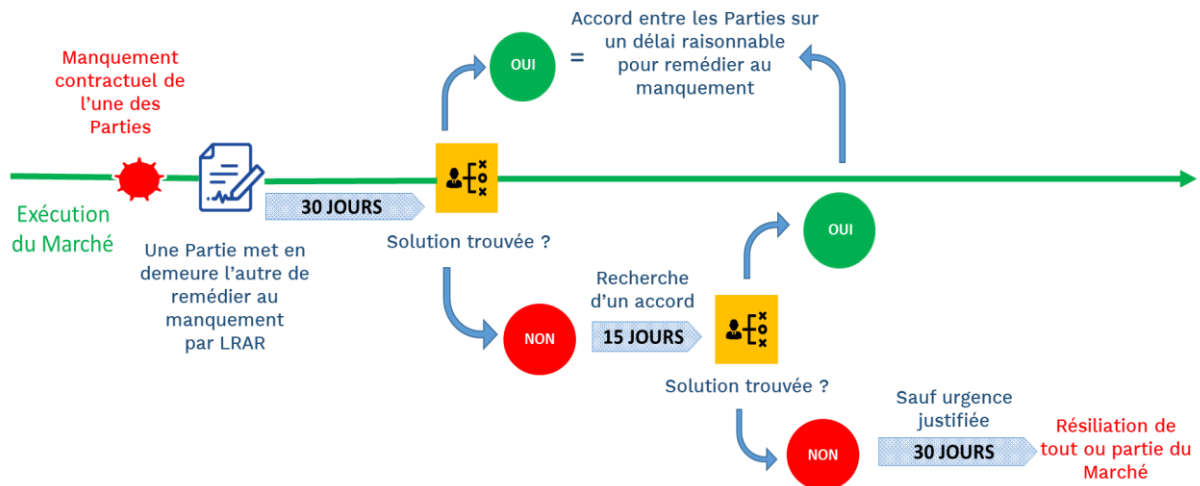 Manquement
contractuel de
l'une des
Parties
OUI
=
Accord entre les Parties sur
un délai raisonnable
pour remédier au
manquement
Exécution
du Marché
30 JOURS
Une Partie met en
demeure l'autre de
remédier au
manquement
par LRAR
Solution trouvée ?
OUI
NON
Recherche
d'un accord
15 JOURS
Solution trouvée ?
NON
Sauf urgence
justifiée
30 JOURS
Résiliation de
tout ou partie du
Marché